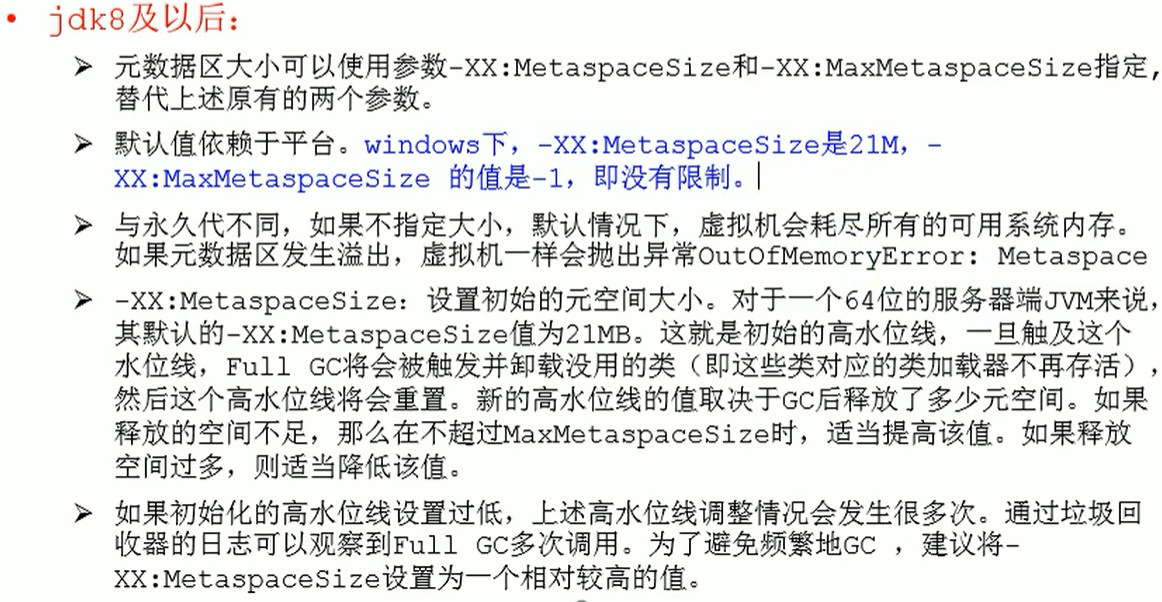 • jdk8及以后：
➢ 元数据区大小可以使用参数-XX:MetaspaceSize和-XX:MaxMetaspaceSize指定，
替代上述原有的两个参数。
➢ 默认值依赖于平台。windows下，-XX:MetaspaceSize是21M，-
XX:MaxMetaspaceSize 的值是-1，即没有限制。
➢ 与永久代不同，如果不指定大小，默认情况下，虚拟机会耗尽所有的可用系统内存。
如果元数据区发生溢出，虚拟机一样会抛出异常OutOfMemoryError: Metaspace
➢ -XX:MetaspaceSize：设置初始的元空间大小。对于一个64位的服务器端JVM来说，
其默认的-XX:MetaspaceSize值为21MB。这就是初始的高水位线，一旦触及这个
水位线，Full GC将会被触发并卸载没用的类（即这些类对应的类加载器不再存活），
然后这个高水位线将会重置。新的高水位线的值取决于GC后释放了多少元空间。如果
释放的空间不足，那么在不超过MaxMetaspaceSize时，适当提高该值。如果释放
空间过多，则适当降低该值。
➢ 如果初始化的高水位线设置过低，上述高水位线调整情况会发生很多次。通过垃圾回
收器的日志可以观察到Full GC多次调用。为了避免频繁地GC ，建议将-
XX:MetaspaceSize设置为一个相对较高的值。